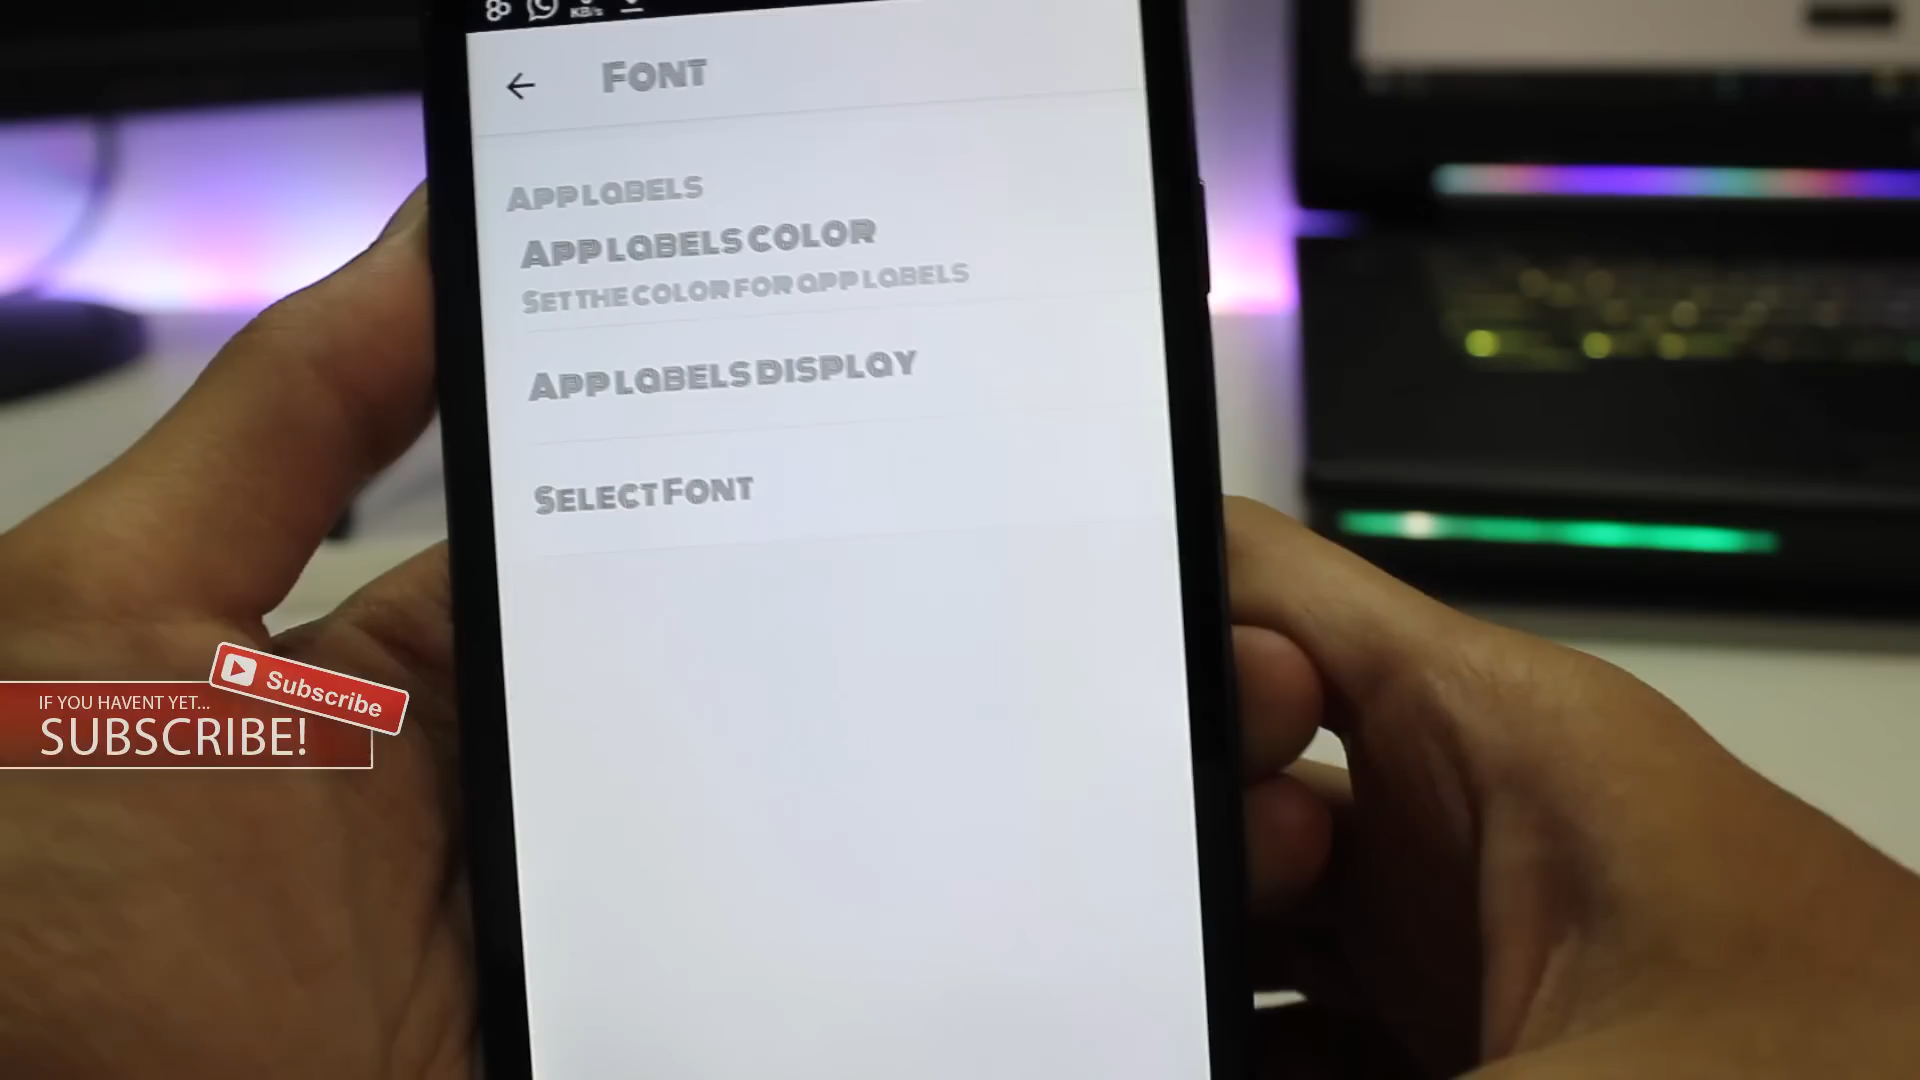 KB/s
Font
App labels
App labels color
Set the color for app labels
App labels display
Select Font
IF YOU HAVENT YET...
SUBSCRIBE!
Subscribe